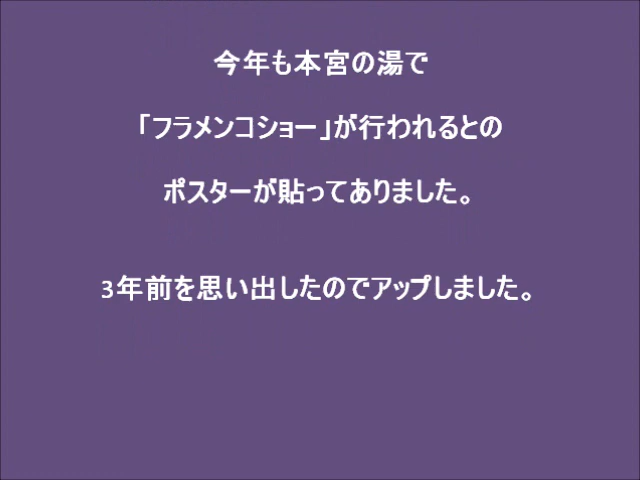 今年も本宮の湯で
「フラメンコショー」が行われるとの
ポスターが貼ってありました。
3年前を思い出したのでアップしました。